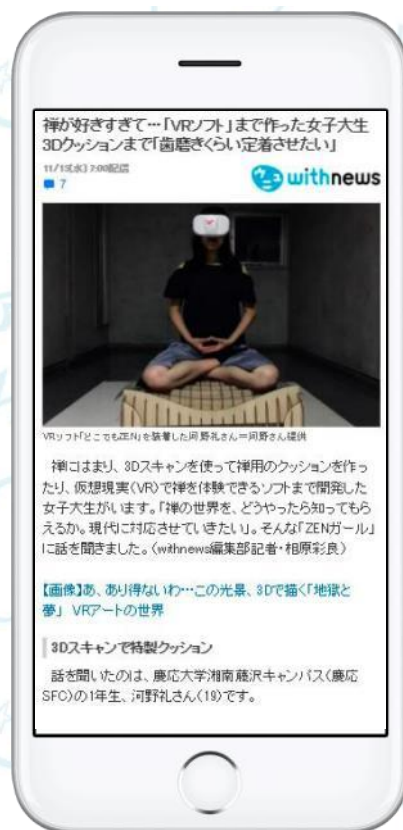 禅が好きすぎて…「VRソフト」まで作った女子大生
3Dクッションまで「歯磨きくらい定着させたい」
11/13(水) 7:00配信
7
withnews
VRソフト「どこでもZEN」を装着した河野礼さん=河野さん提供
禅にはまり、3Dスキャンを使って禅用のクッションを作っ
たり、仮想現実(VR)で禅を体験できるソフトまで開発した
女子大生がいます。「禅の世界を、どうやったら知ってもら
えるか。現代に対応させていきたい」。そんな「ZENガール」
に話を聞きました。(withnews編集部記者・相原彩良)
【画像】あ、あり得ないわ…この光景、3Dで描く「地獄と
夢」 VRアートの世界
3Dスキャンで特製クッション
話を聞いたのは、慶応大学湘南藤沢キャンパス(慶応
SFC)の1年生、河野礼さん(19)です。